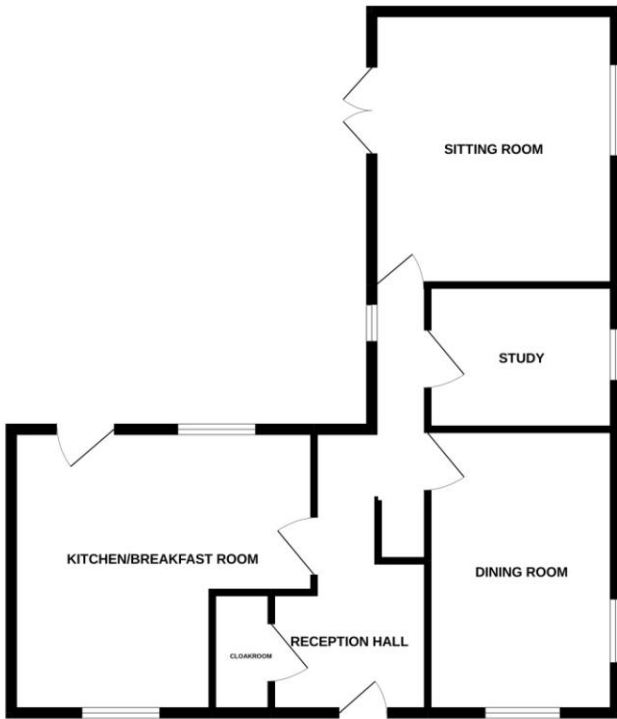 SITTING ROOM
STUDY
KITCHEN/BREAKFAST ROOM
DINING ROOM
RECEPTION HALL
CLOAKROOM